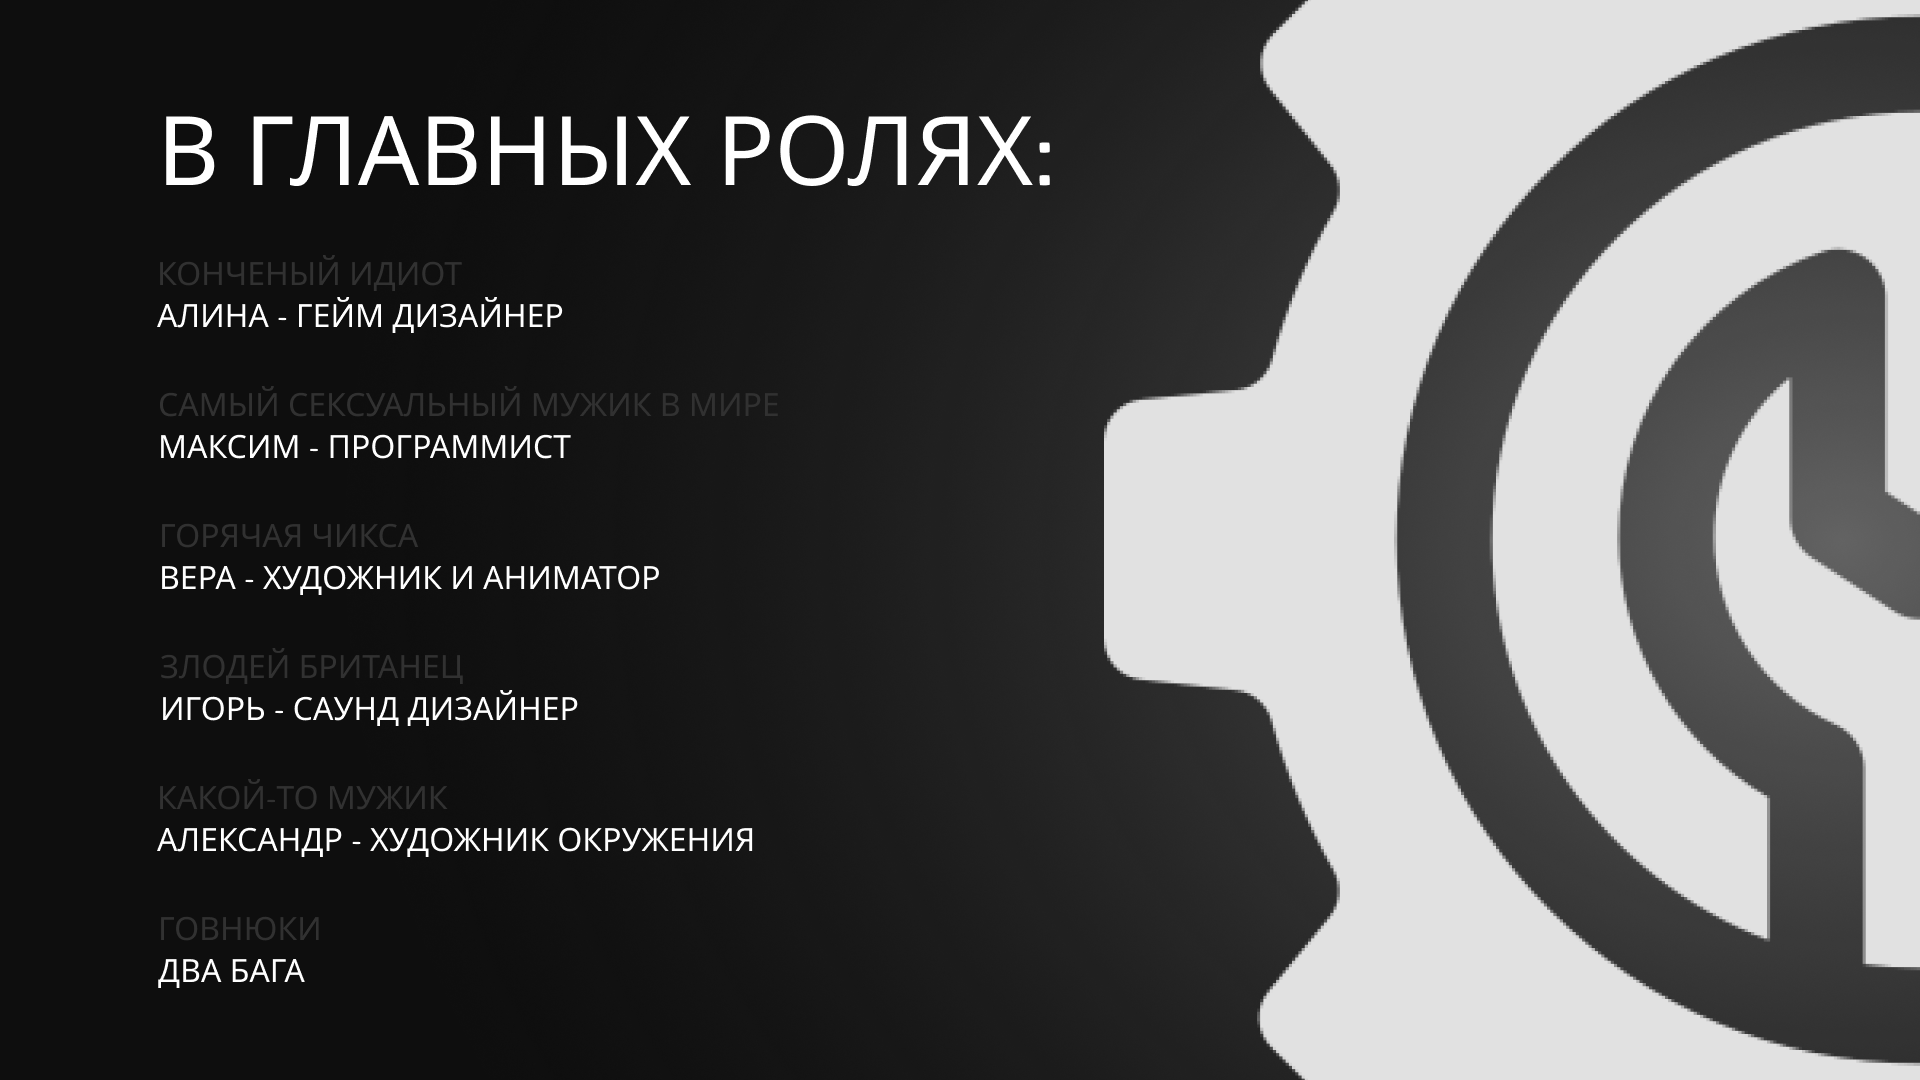 В ГЛАВНЫХ РОЛЯХ:
КОНЧЕНЫЙ ИДИОТ
АЛИНА - ГЕЙМ ДИЗАЙНЕР
САМЫЙ СЕКСУАЛЬНЫЙ МУЖИК В МИРЕ
МАКСИМ - ПРОГРАММИСТ
ГОРЯЧАЯ ЧИКСА
ВЕРА - ХУДОЖНИК И АНИМАТОР
ЗЛОДЕЙ БРИТАНЕЦ
ИГОРЬ - САУНД ДИЗАЙНЕР
КАКОЙ-ТО МУЖИК
АЛЕКСАНДР - ХУДОЖНИК ОКРУЖЕНИЯ
ГОВНЮКИ
ДВА БАГА